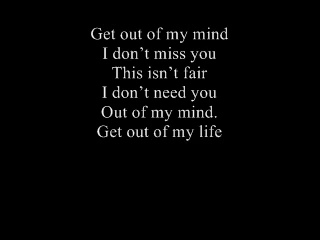 Get out of my mind
I don’t miss you
This isn’t fair
I don’t need you
Out of my mind.
Get out of my life